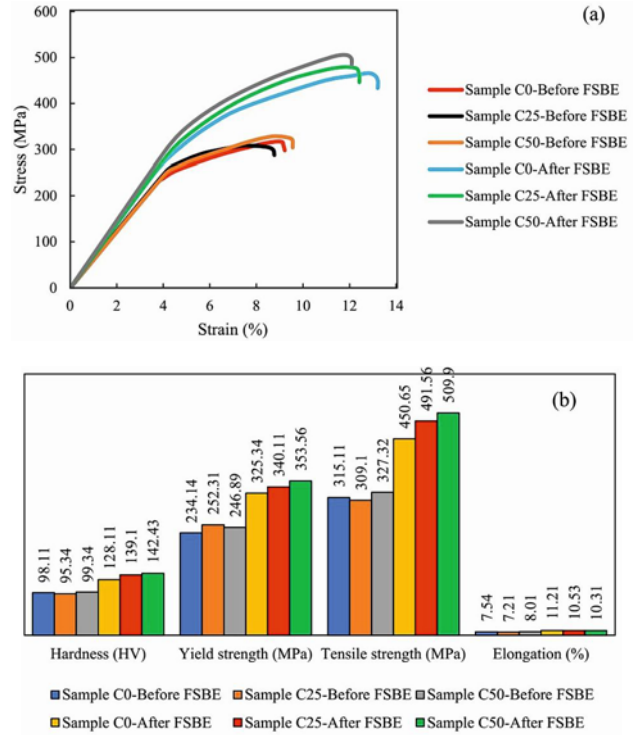 (a)
600
500
400
300
200
100
0
Stress (MPa)
0 2 4 6 8 10 12 14
Strain (%)
Sample C0-Before FSBE
Sample C25-Before FSBE
Sample C50-Before FSBE
Sample C0-After FSBE
Sample C25-After FSBE
Sample C50-After FSBE
(b)
98.11 95.34 99.34 128.11 139.1 142.43
234.14 252.31 246.89 325.34 340.11 353.56
315.11 309.1 327.32 450.65 491.56 509.9
7.54 7.21 8.01 11.21 10.53 10.31
Hardness (HV) Yield strength (MPa) Tensile strength (MPa) Elongation (%)
Sample C0-Before FSBE Sample C25-Before FSBE Sample C50-Before FSBE
Sample C0-After FSBE Sample C25-After FSBE Sample C50-After FSBE